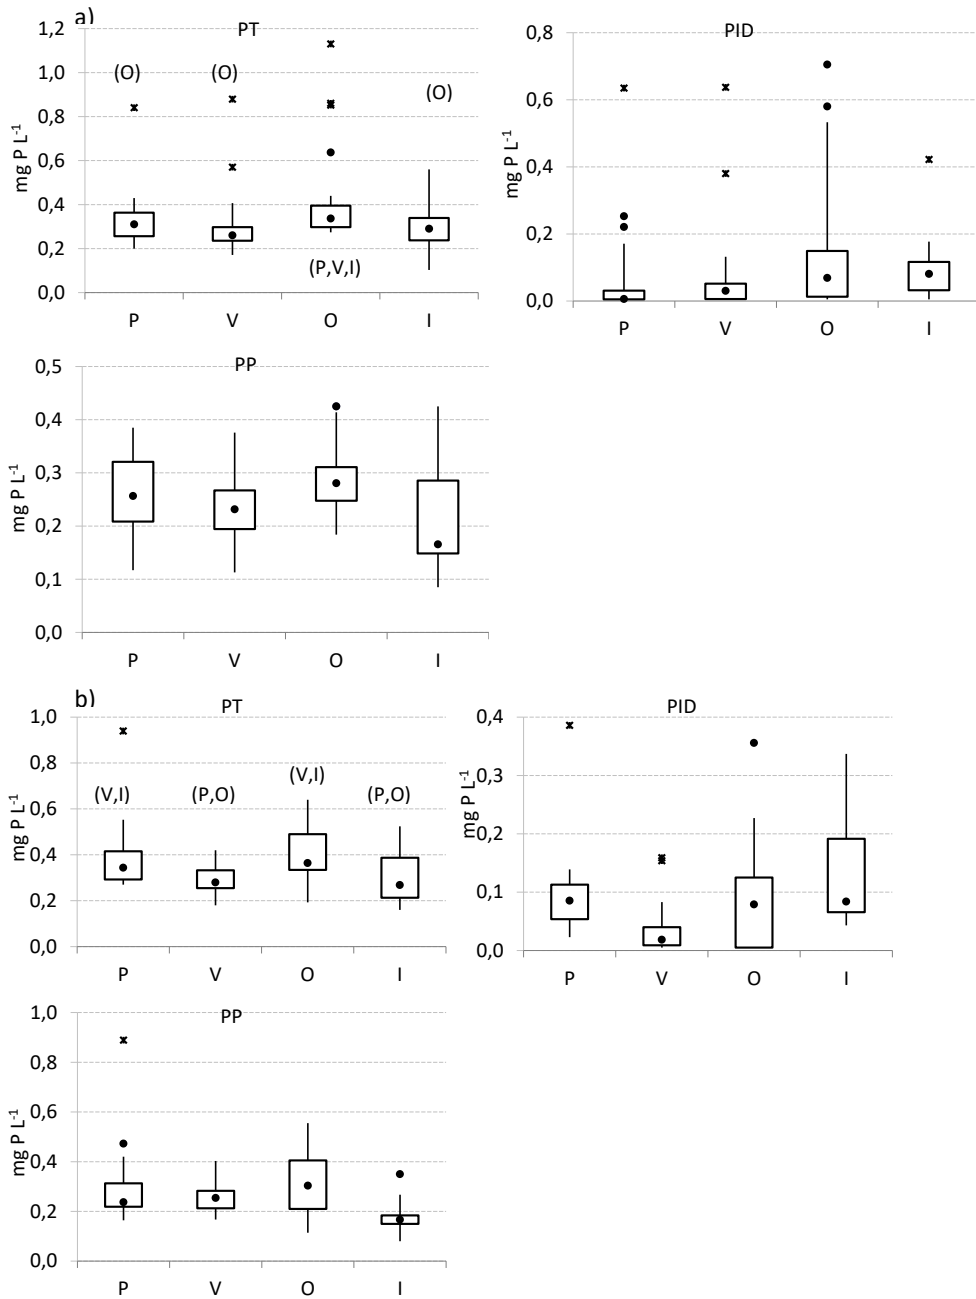 a)
PT
1,2
1,0
0,8
0,6
0,4
0,2
0,0
mg P L-1
(O)
(O)
(O)
(P,V,I)
P V O I
PID
0,8
0,6
0,4
0,2
0,0
mg P L-1
P V O I
PP
0,5
0,4
0,3
0,2
0,1
0,0
mg P L-1
P V O I
b)
PT
1,0
0,8
0,6
0,4
0,2
0,0
mg P L-1
(V,I)
(P,O)
(V,I)
(P,O)
P V O I
PID
0,4
0,3
0,2
0,1
0,0
mg P L-1
P V O I
PP
1,0
0,8
0,6
0,4
0,2
0,0
mg P L-1
P V O I